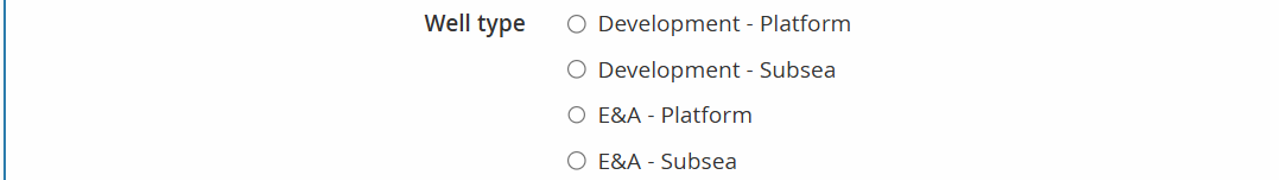 Well type Development - Platform
Development - Subsea
E&A - Platform
E&A - Subsea